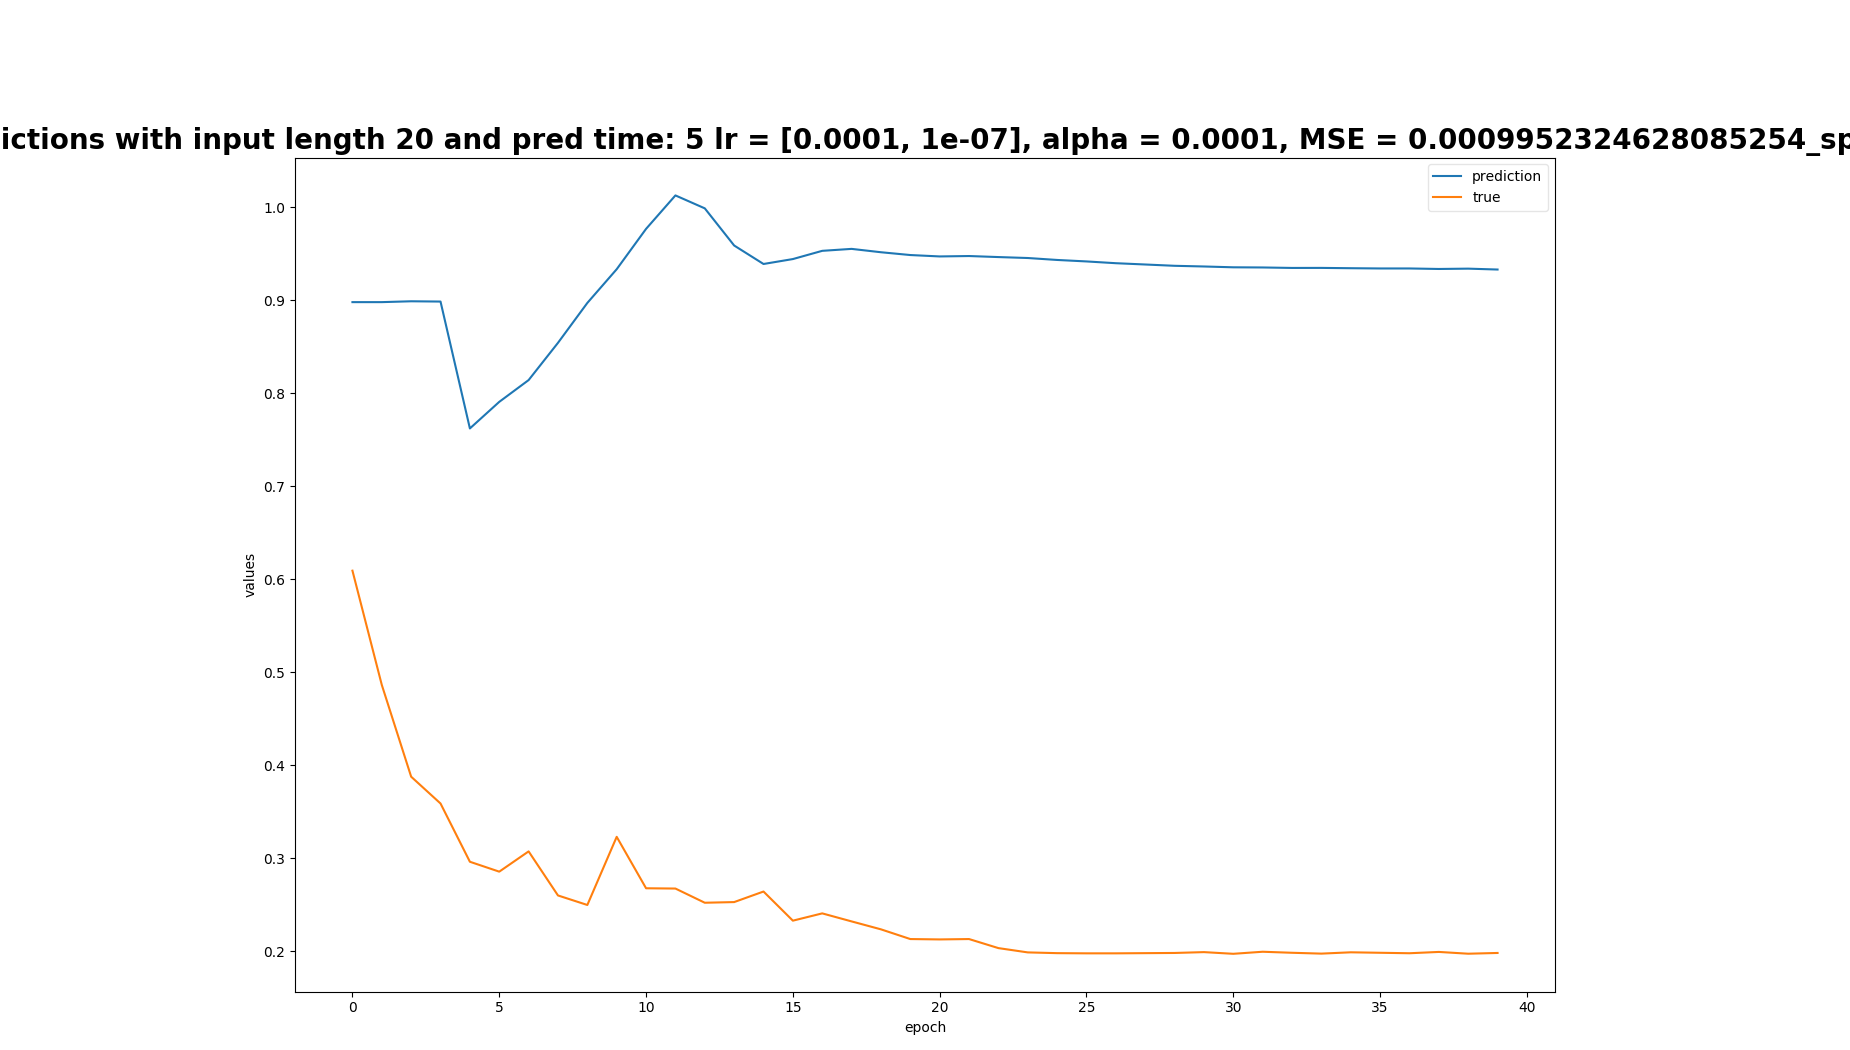 ictions with input length 20 and pred time: 5 lr = [0.0001, 1e-07], alpha = 0.0001, MSE = 0.0009952324628085254_sp
prediction
true
1.0
0.9
0.8
0.7
0.6
0.5
0.4
0.3
0.2
values
0 5 10 15 20 25 30 35 40
epoch